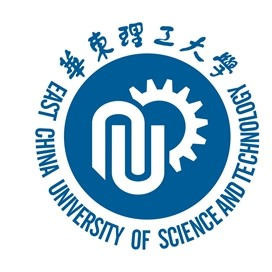 華東理工大學
EAST CHINA UNIVERSITY OF SCIENCE AND TECHNOLOGY